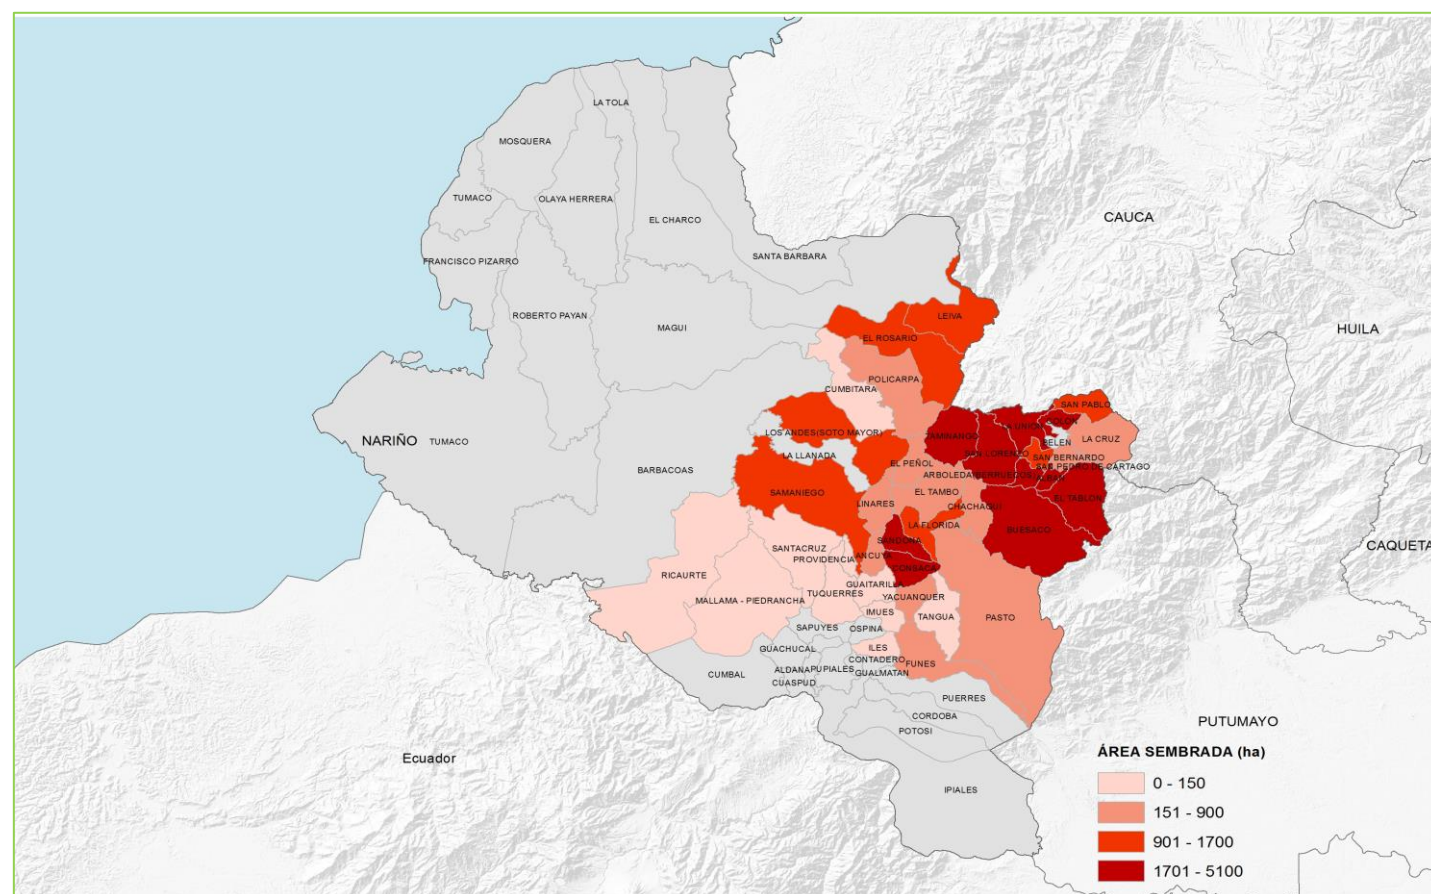 LA TOLA
MOSQUERA
TUMACO
OLAYA HERRERA
EL CHARCO
CAUCA
SANTA BARBARA
FRANCISCO PIZARRO
ROBERTO PAYAN
LEIVA
MAGUI
HUILA
EL ROSARIO
POLICARPA
CUMBITARA
SAN PABLO
COLON
LA UNION
LOS ANDES(SOTO MAYOR)
TAMINANGO
NARIÑO
TUMACO
BELEN
LA CRUZ
LA LLANADA
SAN LORENZO
SAN BERNARDO
BARBACOAS
EL PEÑOL
SAN PEDRO DE CARTAGO
ARBOLEDA(BERRUECOS)
ALBAN
SAMANIEGO
EL TAMBO
EL TABLON
LINARES
CHACHAGUI
LA FLORIDA
BUESACO
SANDONA
CAQUETA
SANTACRUZ
PROVIDENCIA
ANCUYA
CONSACA
RICAURTE
GUAITARILLA
MALLAMA - PIEDRANCHA
TUQUERRES
YACUANQUER
IMUES
TANGUA
PASTO
SAPUYES
OSPINA
GUACHUCAL
ILES
CONTADERO
FUNES
CUMBAL
ALDANA
PUPIALES
GUALMATAN
CUASPUD
PUERRES
CORDOBA
PUTUMAYO
POTOSI
Ecuador
IPIALES
ÁREA SEMBRADA (ha)
0 - 150
151 - 900
901 - 1700
1701 - 5100